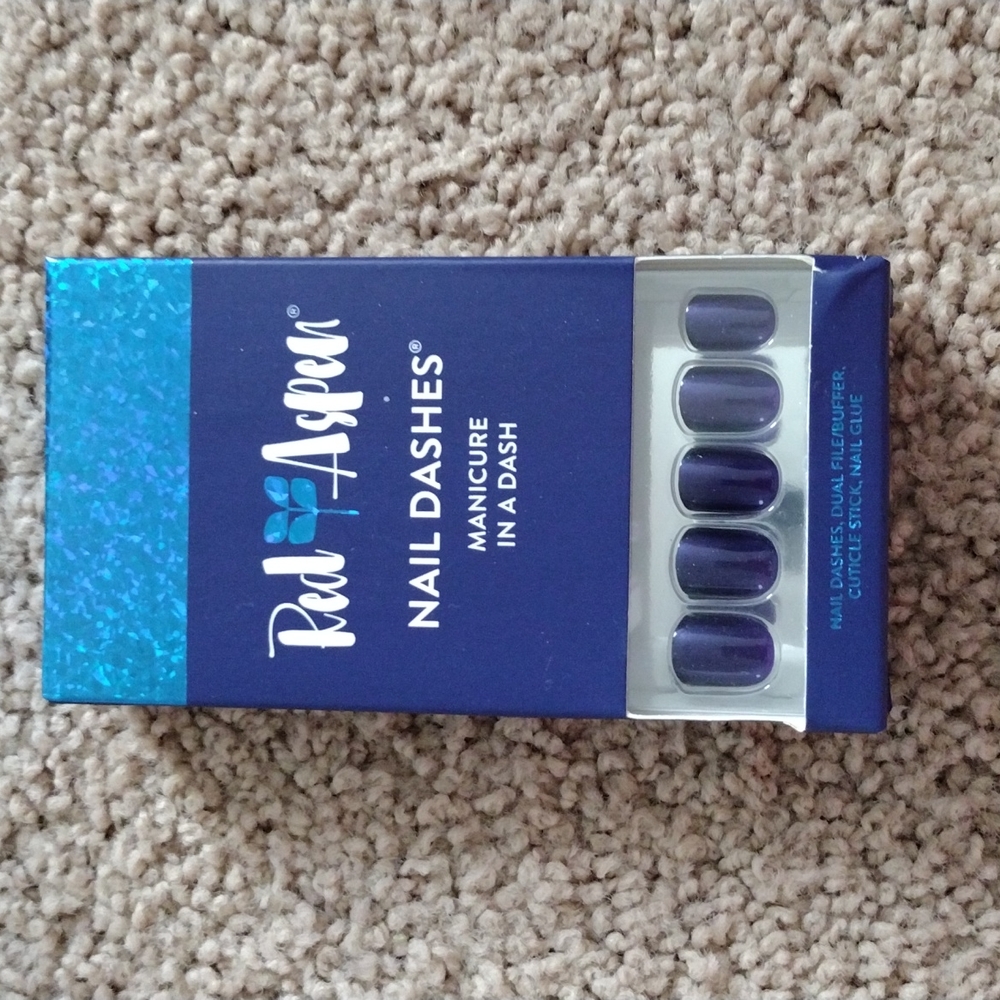 Red Aspen®
NAIL DASHES®
MANICURE
IN A DASH
NAIL DASHES, DUAL FILE/BUFFER,
CUTICLE STICK, NAIL GLUE